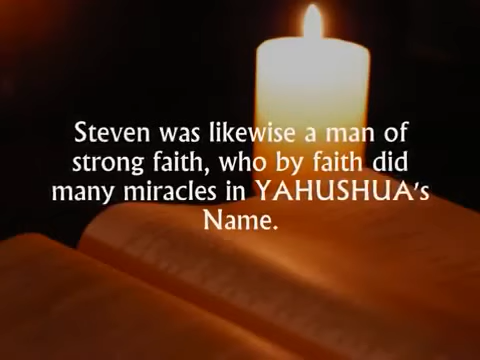 Steven was likewise a man of
strong faith, who by faith did
many miracles in YAHUSHUA's
Name.